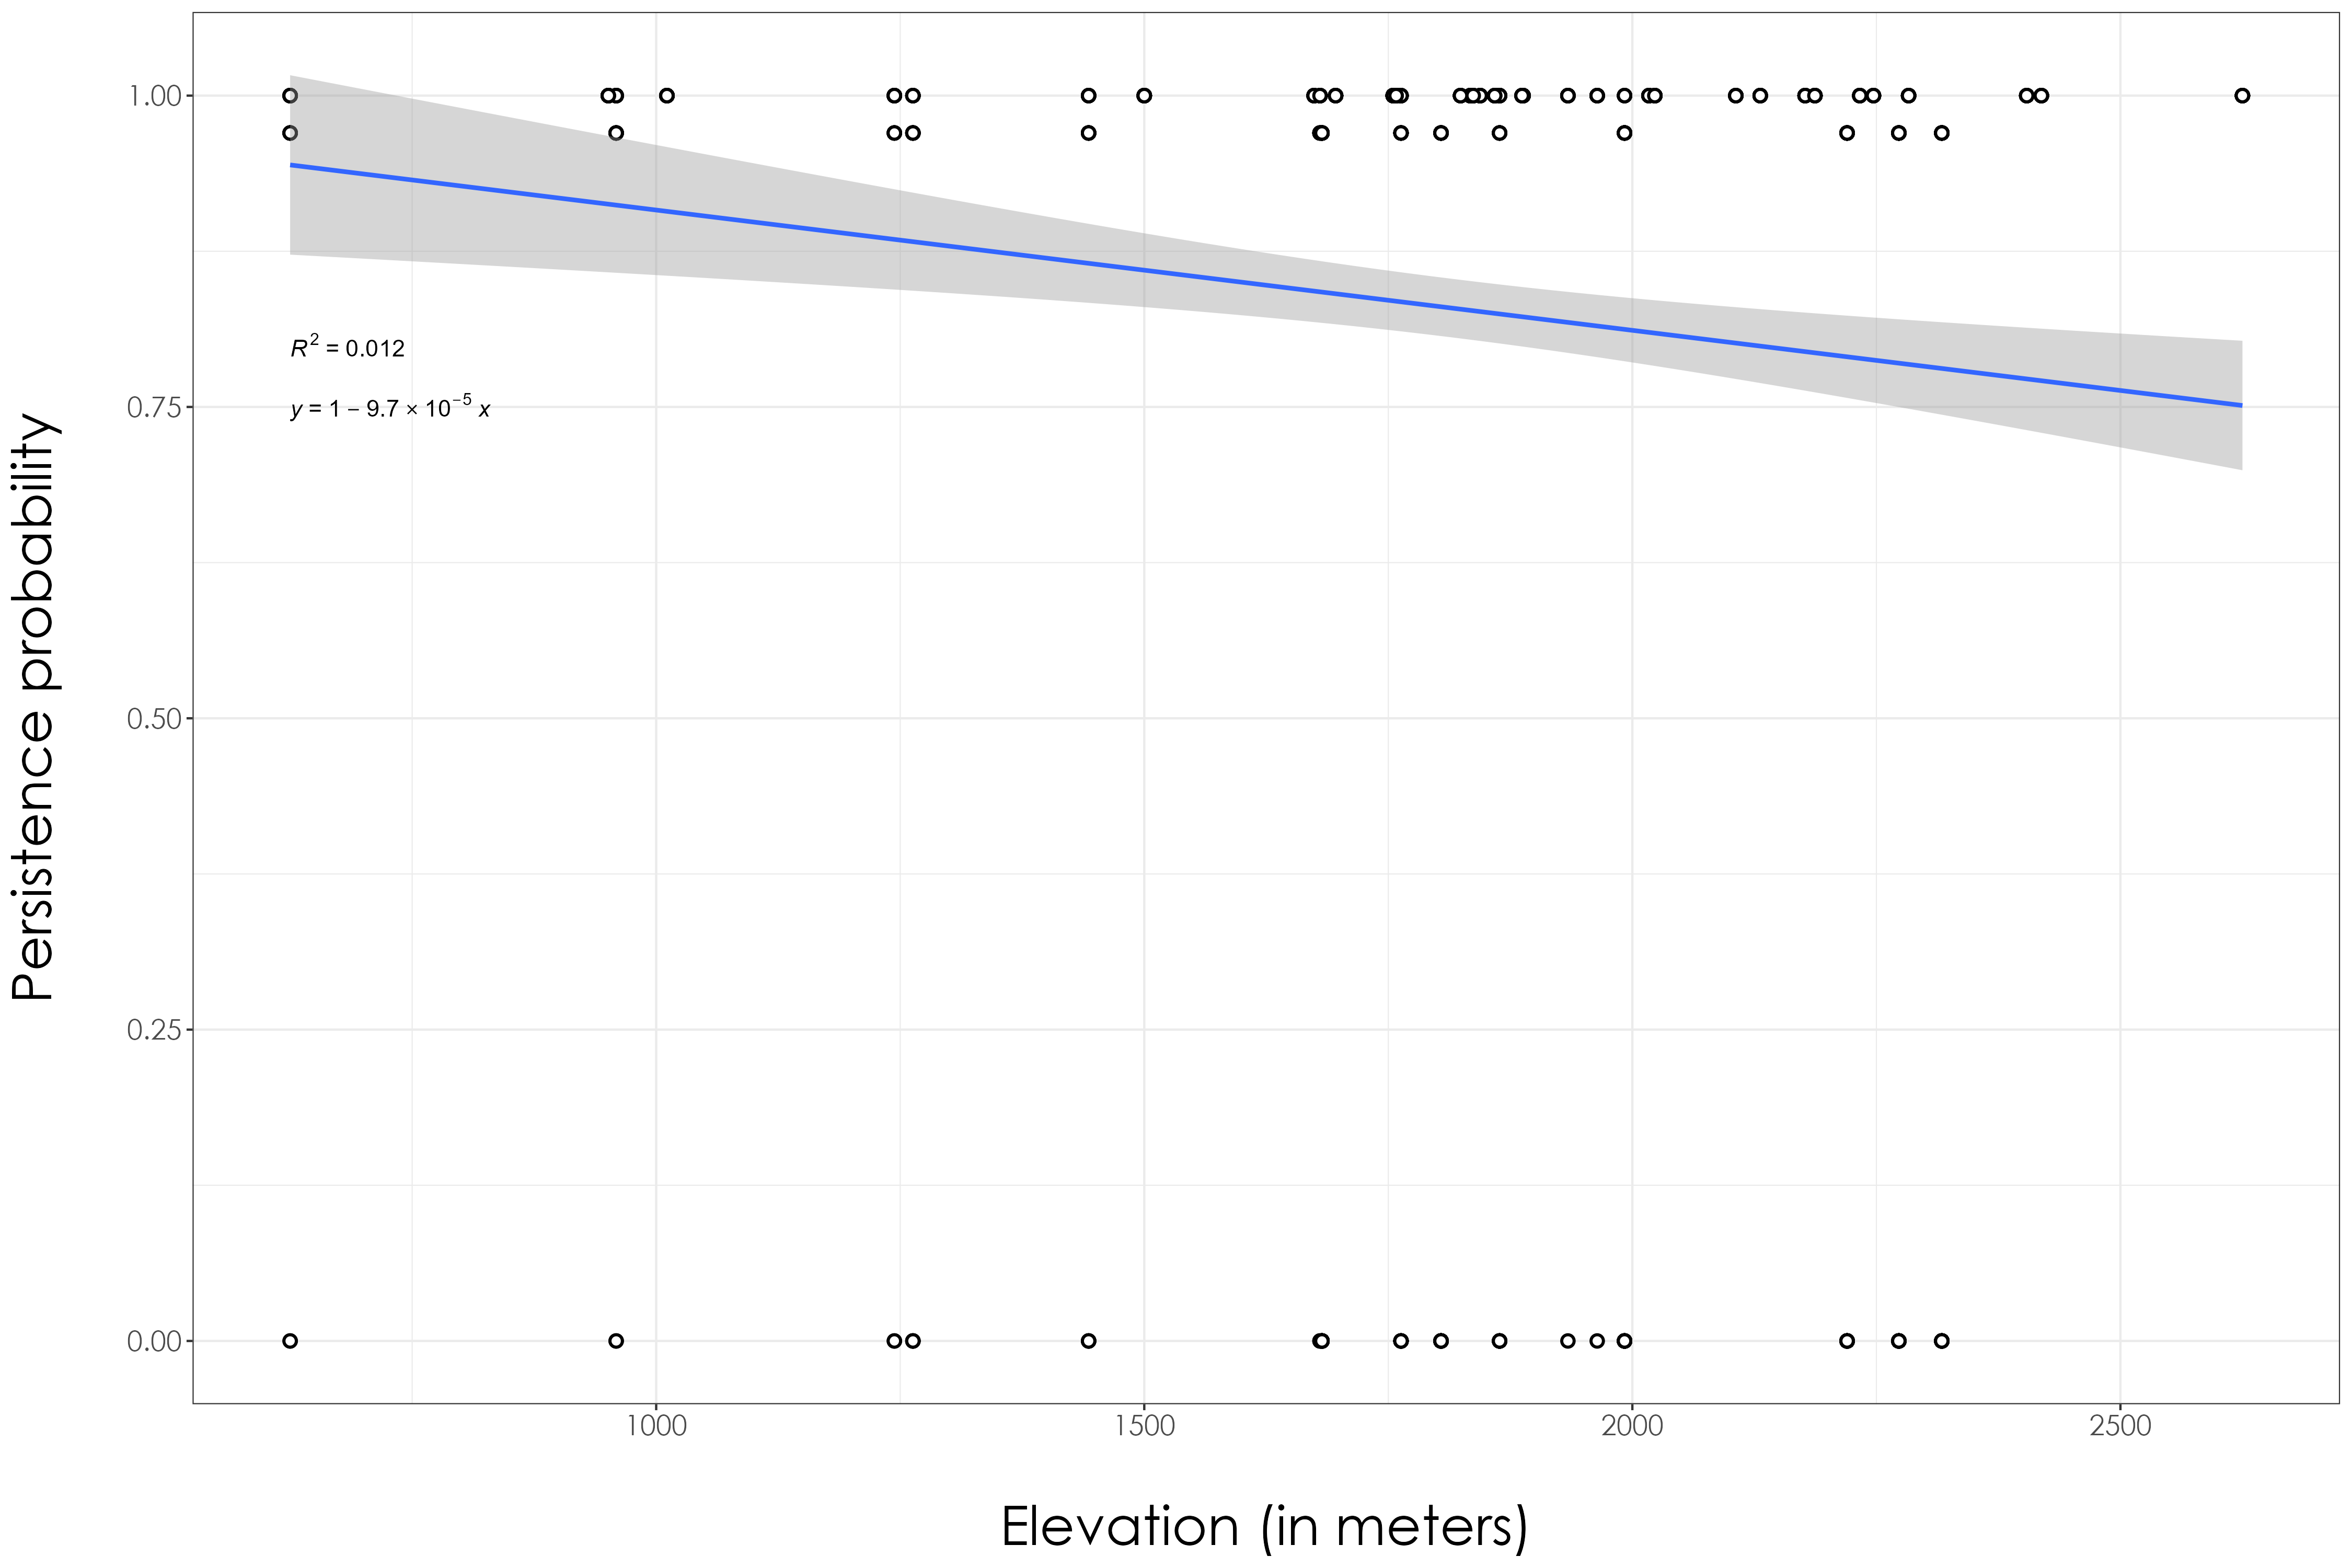 Persistence probability
1.00
0.75
0.50
0.25
0.00
R² = 0.012
y = 1 − 9.7 × 10⁻⁵ x
1000 1500 2000 2500
Elevation (in meters)